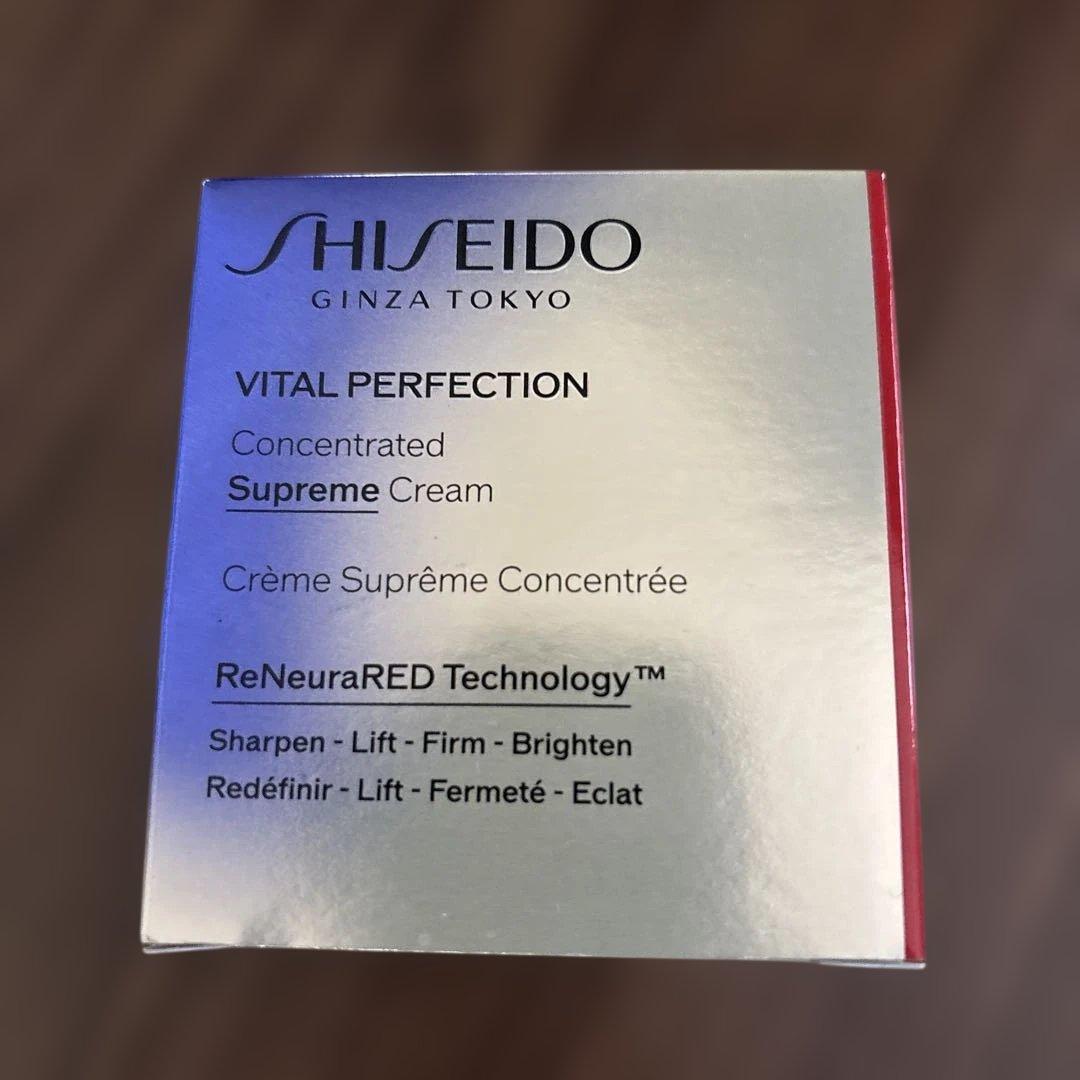 SHISEIDO
GINZA TOKYO
VITAL PERFECTION
Concentrated
Supreme Cream
Crème Suprême Concentrée
ReNeuraRED Technology™
Sharpen - Lift - Firm - Brighten
Redéfinir - Lift - Fermeté - Eclat